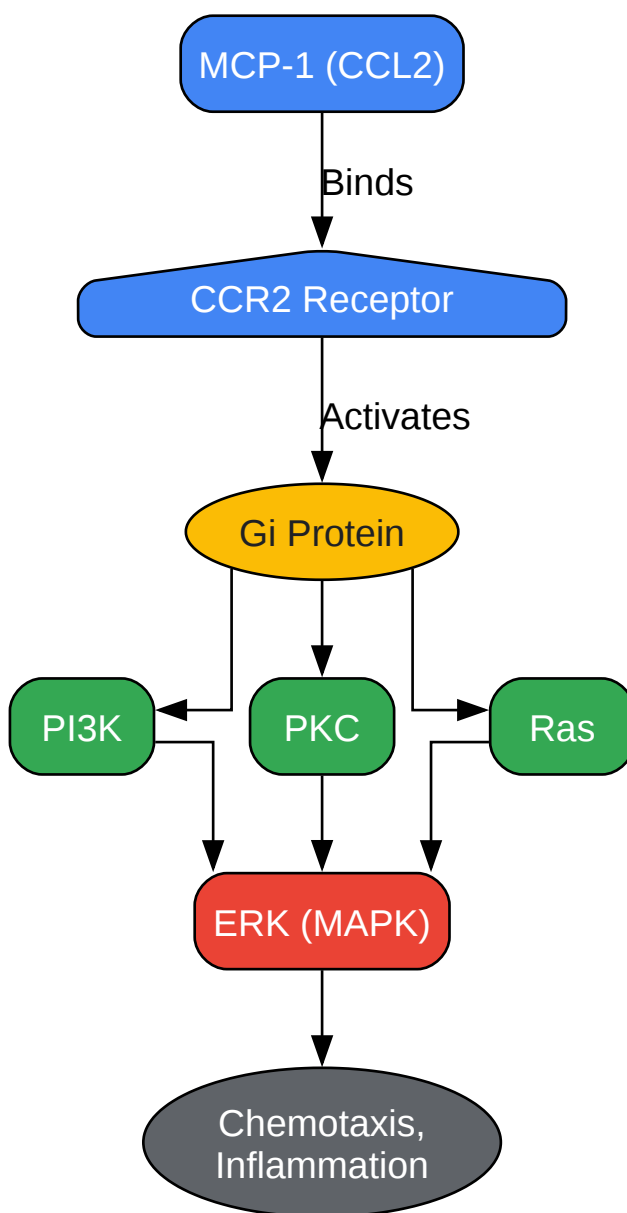 MCP-1 (CCL2)
Binds
CCR2 Receptor
Activates
Gi Protein
PI3K
PKC
Ras
ERK (MAPK)
Chemotaxis,
Inflammation